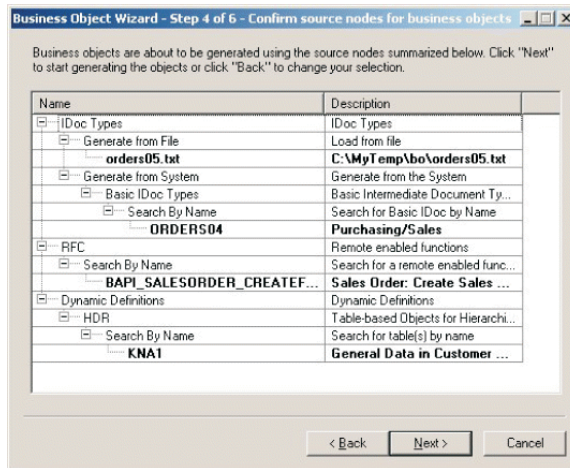 Business Object Wizard - Step 4 of 6 - Confirm source nodes for business objects
Business objects are about to be generated using the source nodes summarized below. Click "Next"
to start generating the objects or click "Back" to change your selection.
Name Description
IDoc Types IDoc Types
Generate from File Load from file
orders05.txt C:\MyTemp\bo\orders05.txt
Generate from System Generate from the System
Basic IDoc Types Basic Intermediate Document Ty...
Search By Name Search for Basic IDoc by Name
ORDERS04 Purchasing/Sales
RFC Remote enabled functions
Search By Name Search for a remote enabled func...
BAPI_SALESORDER_CREATEF... Sales Order: Create Sales ...
Dynamic Definitions Dynamic Definitions
HDR Table-based Objects for Hierarchi...
Search By Name Search for table(s) by name
KNA1 General Data in Customer ...
< Back Next > Cancel